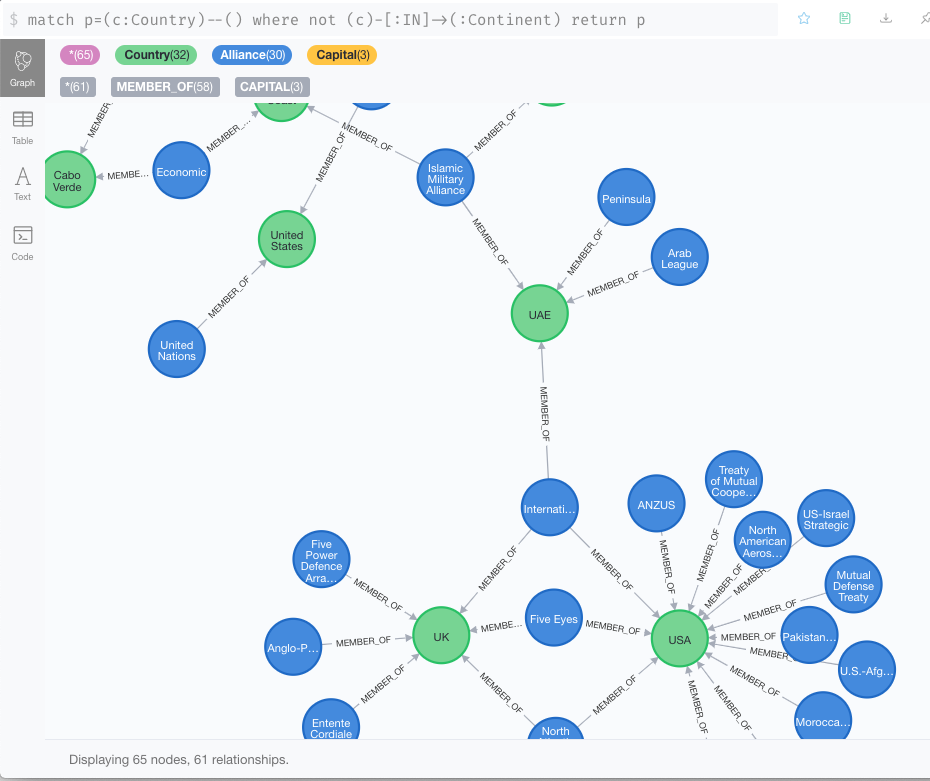 $ match p=(c:Country)--() where not (c)-[:IN]->(:Continent) return p
Graph
*(65)
Country(32)
Alliance(30)
Capital(3)
*(61)
MEMBER_OF(58)
CAPITAL(3)
Table
Text
Code
MEMBER_...
MEMBER_OF
MEMBER_OF
MEMBER_OF
Economic
MEMBE...
Cabo
Verde
Islamic
Military
Alliance
Peninsula
United
States
MEMBER_OF
MEMBER_OF
Arab
League
MEMBER_OF
MEMBER_OF
UAE
United
Nations
MEMBER_OF
Treaty
of Mutual
Coope...
ANZUS
Internati...
US-Israel
Strategic
North
American
Aeros...
Five
Power
Defence
Arra...
MEMBER_OF
MEMBER_OF
MEMBER_OF
MEMBER_OF
MEMBER_OF
Mutual
Defense
Treaty
MEMBER_OF
MEMBER_OF
Five Eyes
MEMBE...
MEMBER_OF
UK
USA
MEMBER_OF
Pakistan...
MEMBER_OF
Anglo-P...
U.S.-Afg...
MEMBER_OF
MEMBER_OF
MEMBER_OF
MEMBER_OF
MEMBER_OF
MEMBER_OF
Morocca...
Entente
Cordiale
North
Displaying 65 nodes, 61 relationships.